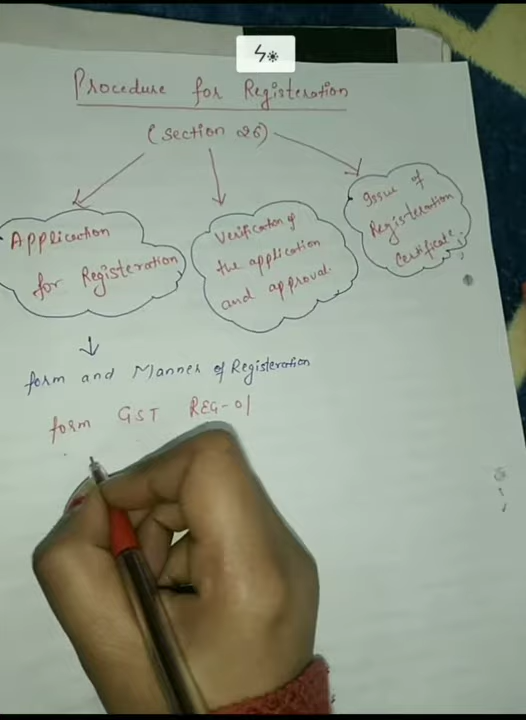 Procedure for Registeration
(section 26)
Application
for Registeration
Verification of
the application
and approval.
Issue of
Registeration
certificate
form and Manner of Registeration
form GST REG-01